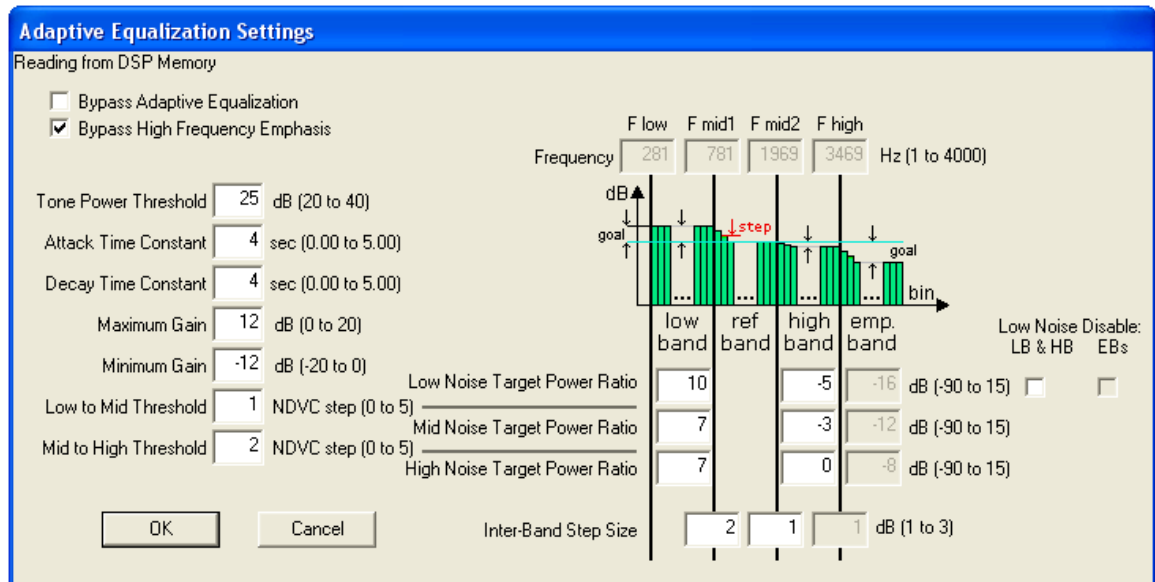 Adaptive Equalization Settings
Reading from DSP Memory
Bypass Adaptive Equalization
Bypass High Frequency Emphasis
F low F mid1 F mid2 F high
Frequency 281 781 1969 3469 Hz (1 to 4000)
Tone Power Threshold 25 dB (20 to 40)
Attack Time Constant 4 sec (0.00 to 5.00)
Decay Time Constant 4 sec (0.00 to 5.00)
Maximum Gain 12 dB (0 to 20)
Minimum Gain -12 dB (-20 to 0)
Low to Mid Threshold 1 NDVC step (0 to 5)
Mid to High Threshold 2 NDVC step (0 to 5)
dB
goal
step
goal
... ... ... ... bin
low band
ref band
high band
emp. band
Low Noise Disable:
LB & HB EBs
Low Noise Target Power Ratio 10 -5 -16 dB (-90 to 15)
Mid Noise Target Power Ratio 7 -3 -12 dB (-90 to 15)
High Noise Target Power Ratio 7 0 -8 dB (-90 to 15)
Inter-Band Step Size 2 1 1 dB (1 to 3)
OK Cancel